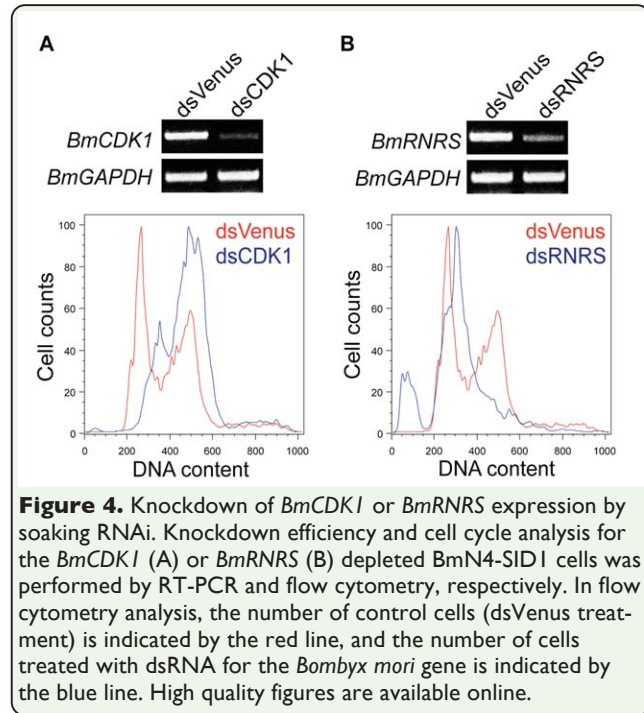 A
B
dsVenus
dsCDK1
dsVenus
dsRNRS
BmCDK1
BmRNRS
BmGAPDH
BmGAPDH
dsVenus
dsCDK1
dsVenus
dsRNRS
100
80
60
40
20
0
Cell counts
0 200 400 600 800 1000
DNA content
100
80
60
40
20
0
Cell counts
0 200 400 600 800 1000
DNA content
Figure 4. Knockdown of BmCDK1 or BmRNRS expression by
soaking RNAi. Knockdown efficiency and cell cycle analysis for
the BmCDK1 (A) or BmRNRS (B) depleted BmN4-SID1 cells was
performed by RT-PCR and flow cytometry, respectively. In flow
cytometry analysis, the number of control cells (dsVenus treat-
ment) is indicated by the red line, and the number of cells
treated with dsRNA for the Bombyx mori gene is indicated by
the blue line. High quality figures are available online.